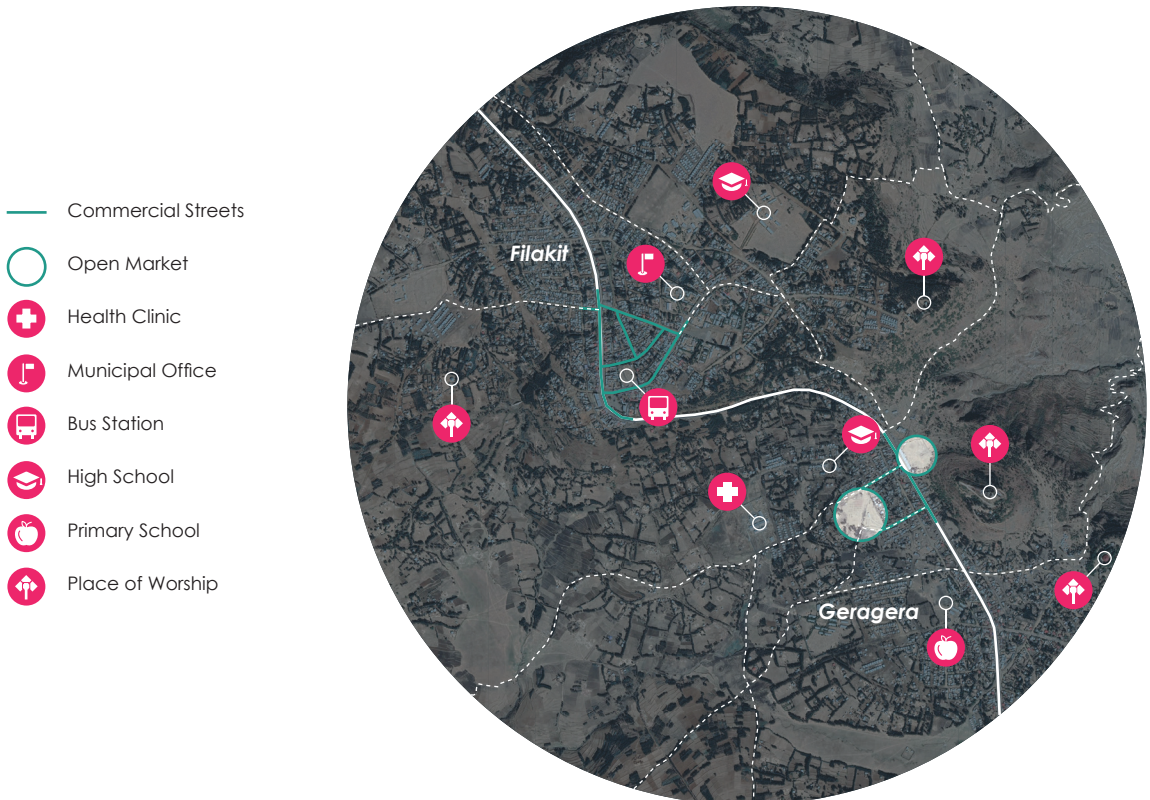 Commercial Streets
Open Market
Health Clinic
Municipal Office
Bus Station
High School
Primary School
Place of Worship
Filakit
Geragera